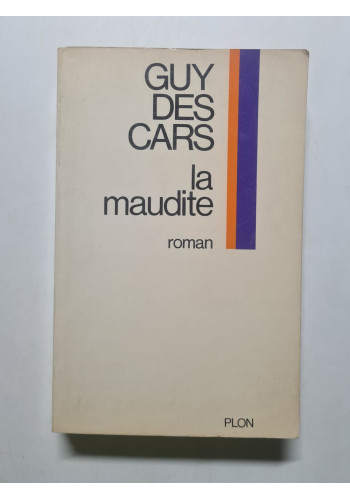 GUY
DES
CARS
la
maudite
roman
PLON